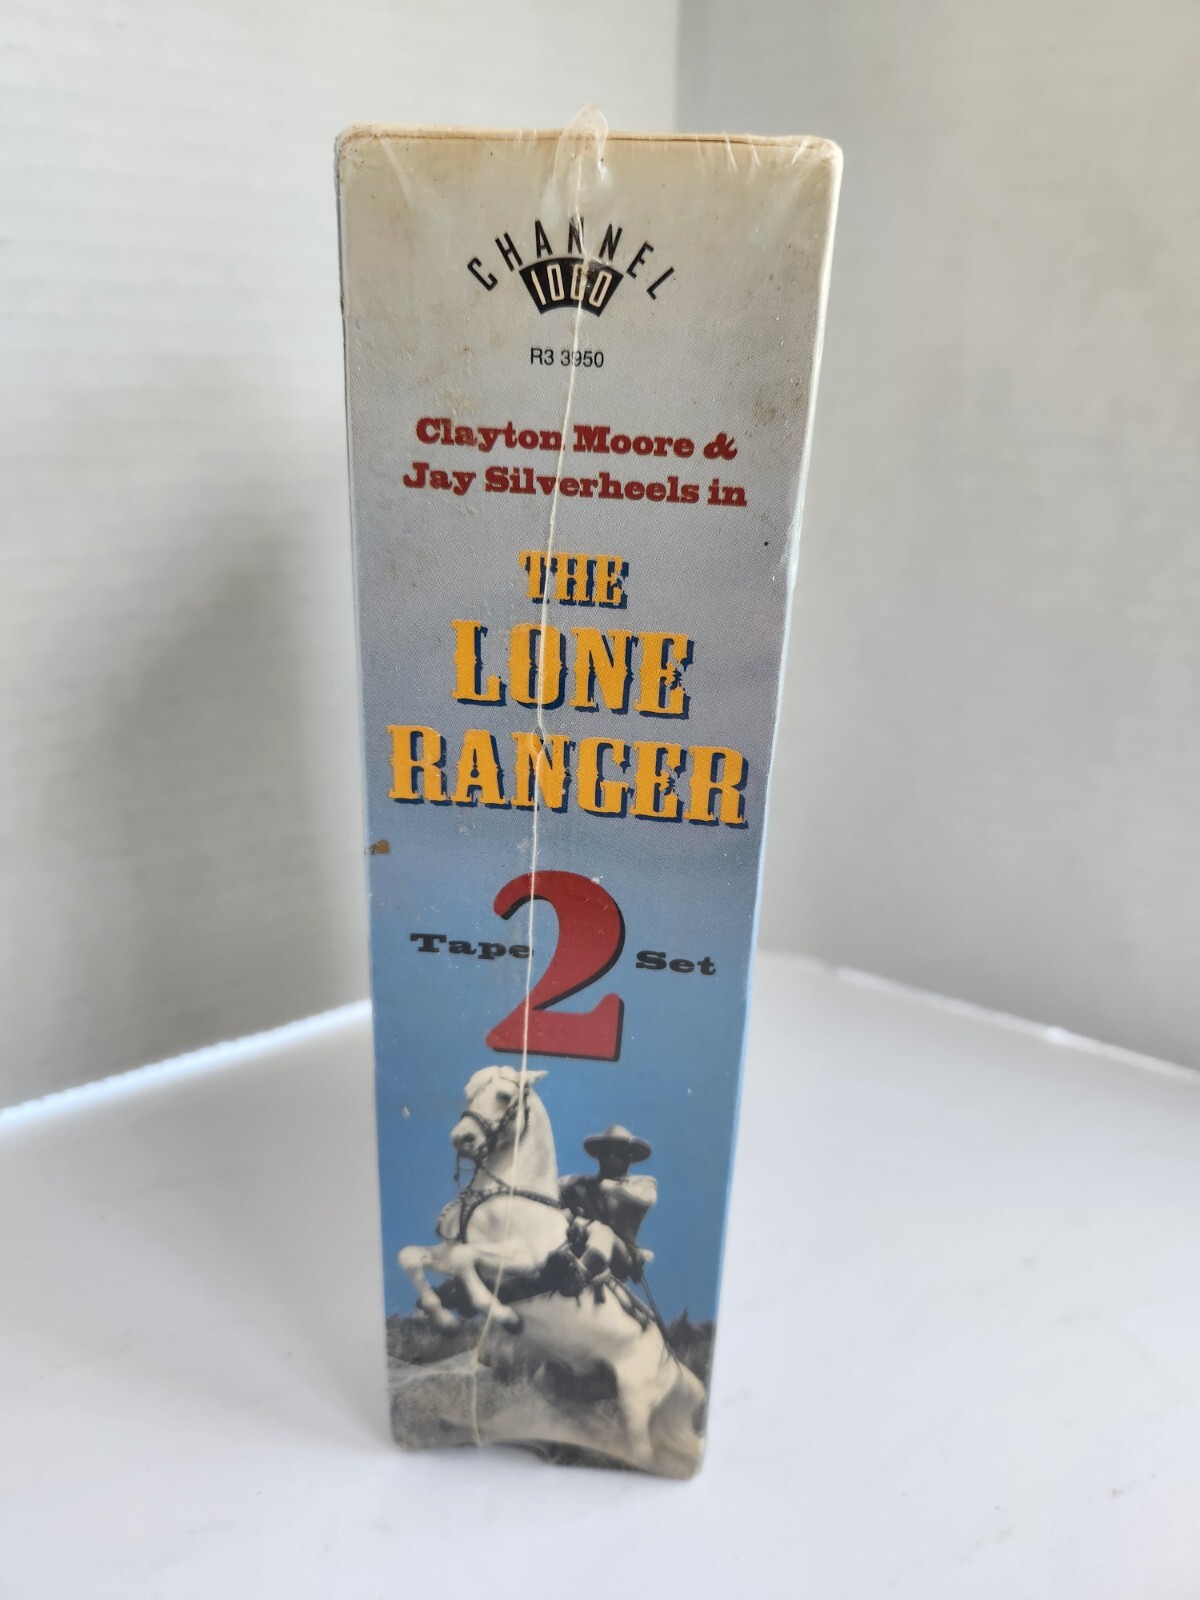 CHANNEL
1000
R3 3950
Clayton Moore &
Jay Silverheels in
THE
LONE
RANGER
Tape 2 Set